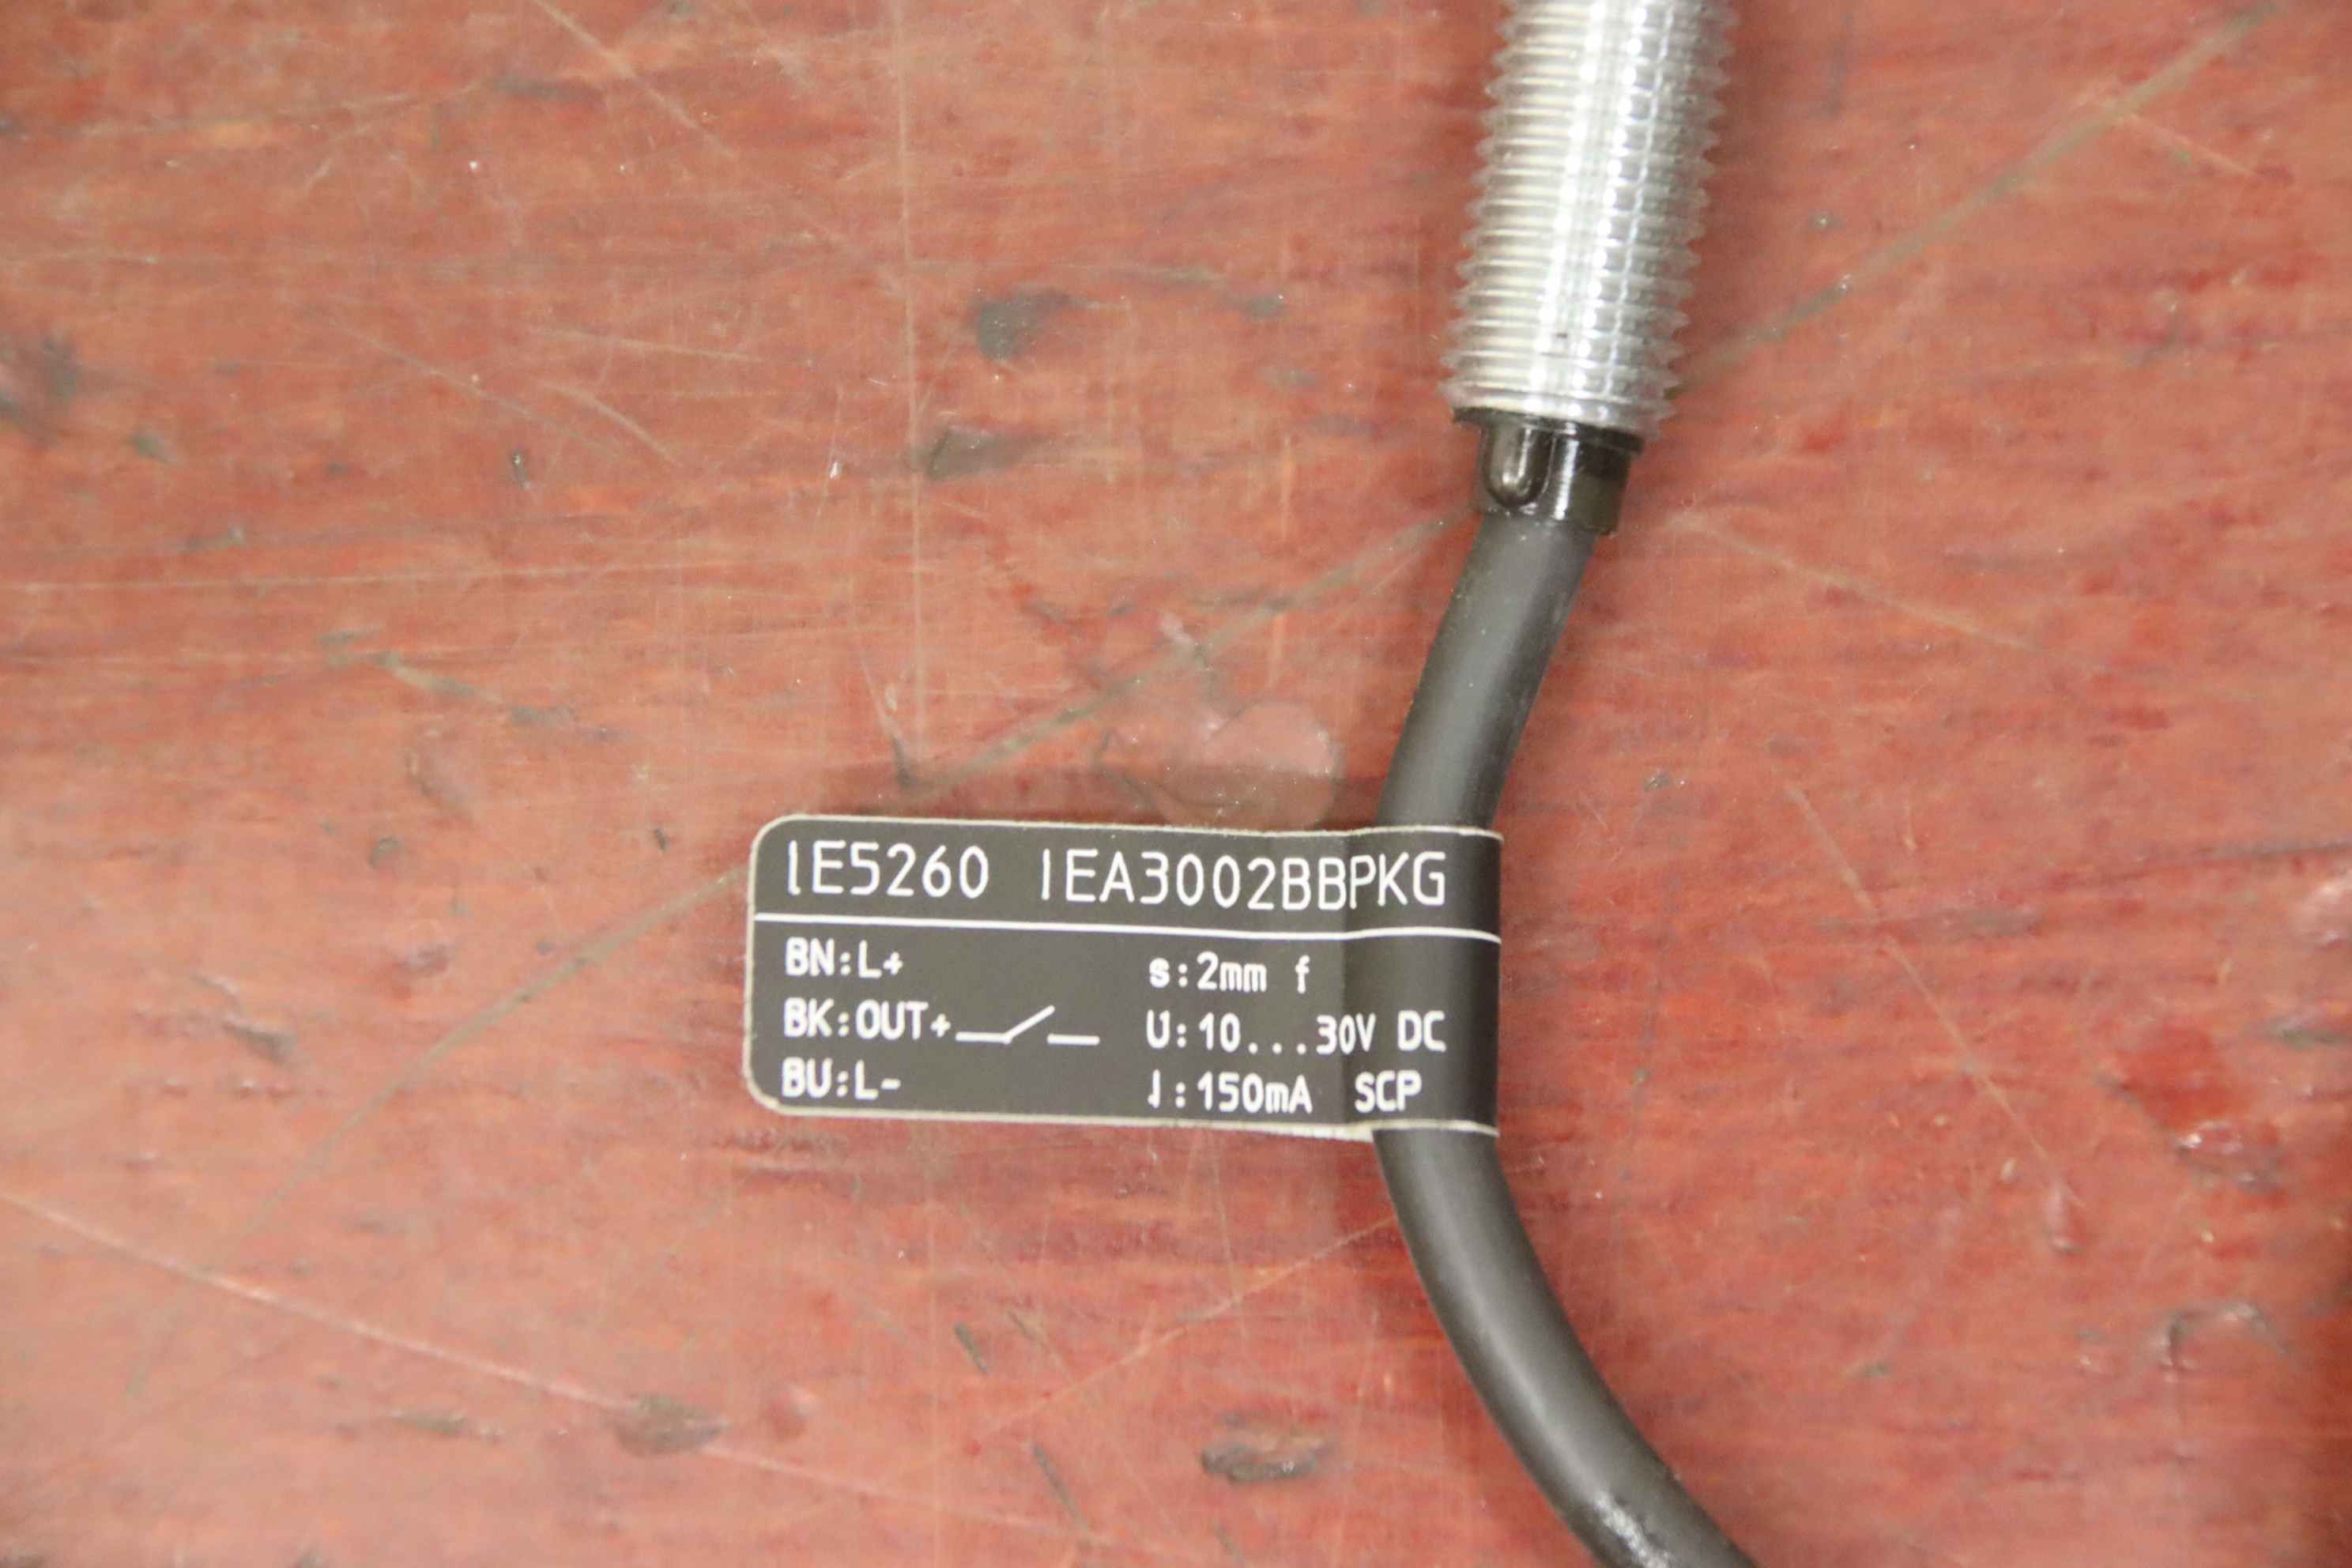 IE5260 IEA3002BBPKG
BN:L+ s:2mm f
BK:OUT+ U:10...30V DC
BU:L- I:150mA SCP